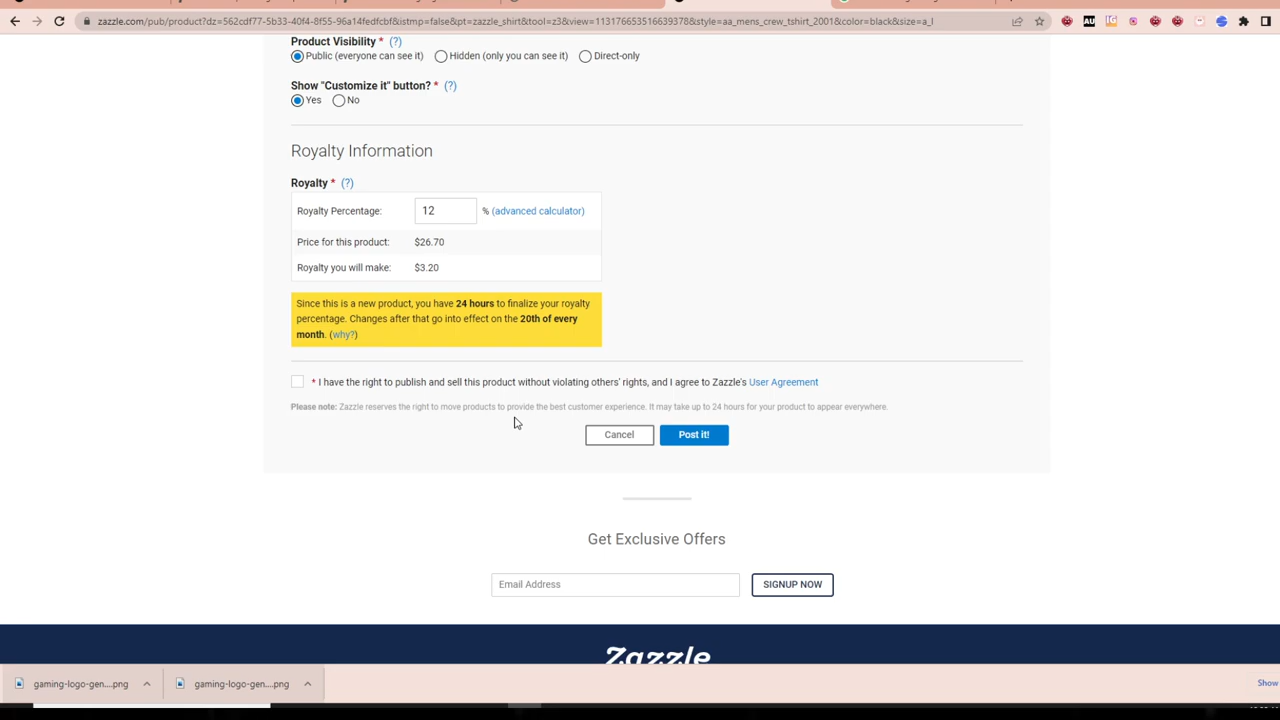 zazzle.com/pub/product?dz=562cdf77-5b33-40f4-8f55-96a14fedfcbf&istmp=false&pt=zazzle_shirt&tool=z3&view=113176653516639378&style=aa_mens_crew_tshirt_2001&color=black&size=a_l
Product Visibility * (?)
Public (everyone can see it) Hidden (only you can see it) Direct-only
Show "Customize it" button? * (?)
Yes No
Royalty Information
Royalty * (?)
Royalty Percentage: 12 % (advanced calculator)
Price for this product: $26.70
Royalty you will make: $3.20
Since this is a new product, you have 24 hours to finalize your royalty
percentage. Changes after that go into effect on the 20th of every
month. (why?)
* I have the right to publish and sell this product without violating others' rights, and I agree to Zazzle's User Agreement
Please note: Zazzle reserves the right to move products to provide the best customer experience. It may take up to 24 hours for your product to appear everywhere.
Cancel Post it!
Get Exclusive Offers
Email Address SIGNUP NOW
Zazzle
gaming-logo-gen....png gaming-logo-gen....png Show